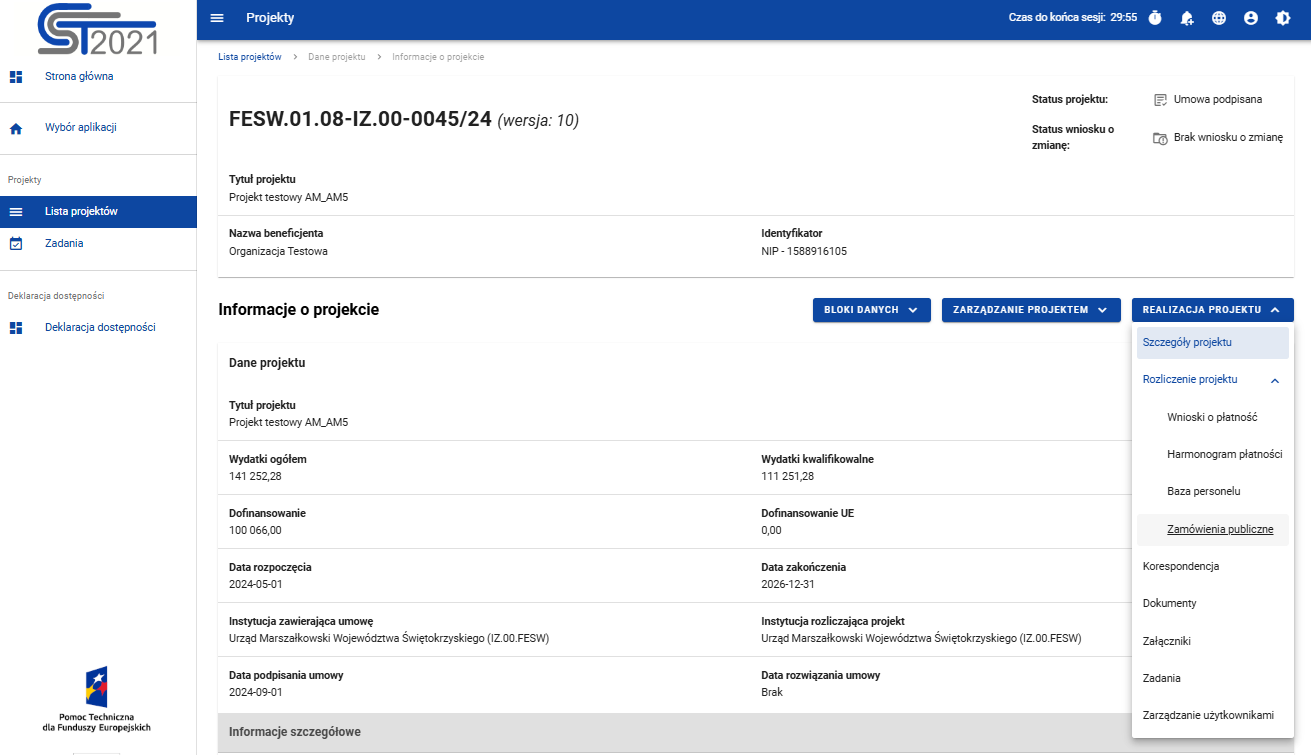 CST2021
Projekty
Czas do końca sesji: 29:55
Strona główna
Wybór aplikacji
Projekty
Lista projektów
Zadania
Deklaracja dostępności
Deklaracja dostępności
Pomoc Techniczna
dla Funduszy Europejskich
Lista projektów > Dane projektu > Informacje o projekcie
FESW.01.08-IZ.00-0045/24 (wersja: 10)
Status projektu: Umowa podpisana
Status wniosku o
zmianę:
Brak wniosku o zmianę
Tytuł projektu
Projekt testowy AM_AM5
Nazwa beneficjenta
Organizacja Testowa
Identyfikator
NIP - 1588916105
Informacje o projekcie
BLOKI DANYCH
ZARZĄDZANIE PROJEKTEM
REALIZACJA PROJEKTU
Szczegóły projektu
Rozliczenie projektu
Wnioski o płatność
Harmonogram płatności
Baza personelu
Zamówienia publiczne
Korespondencja
Dokumenty
Załączniki
Zadania
Zarządzanie użytkownikami
Dane projektu
Tytuł projektu
Projekt testowy AM_AM5
Wydatki ogółem
141 252,28
Wydatki kwalifikowalne
111 251,28
Dofinansowanie
100 066,00
Dofinansowanie UE
0,00
Data rozpoczęcia
2024-05-01
Data zakończenia
2026-12-31
Instytucja zawierająca umowę
Urząd Marszałkowski Województwa Świętokrzyskiego (IZ.00.FESW)
Instytucja rozliczająca projekt
Urząd Marszałkowski Województwa Świętokrzyskiego (IZ.00.FESW)
Data podpisania umowy
2024-09-01
Data rozwiązania umowy
Brak
Informacje szczegółowe